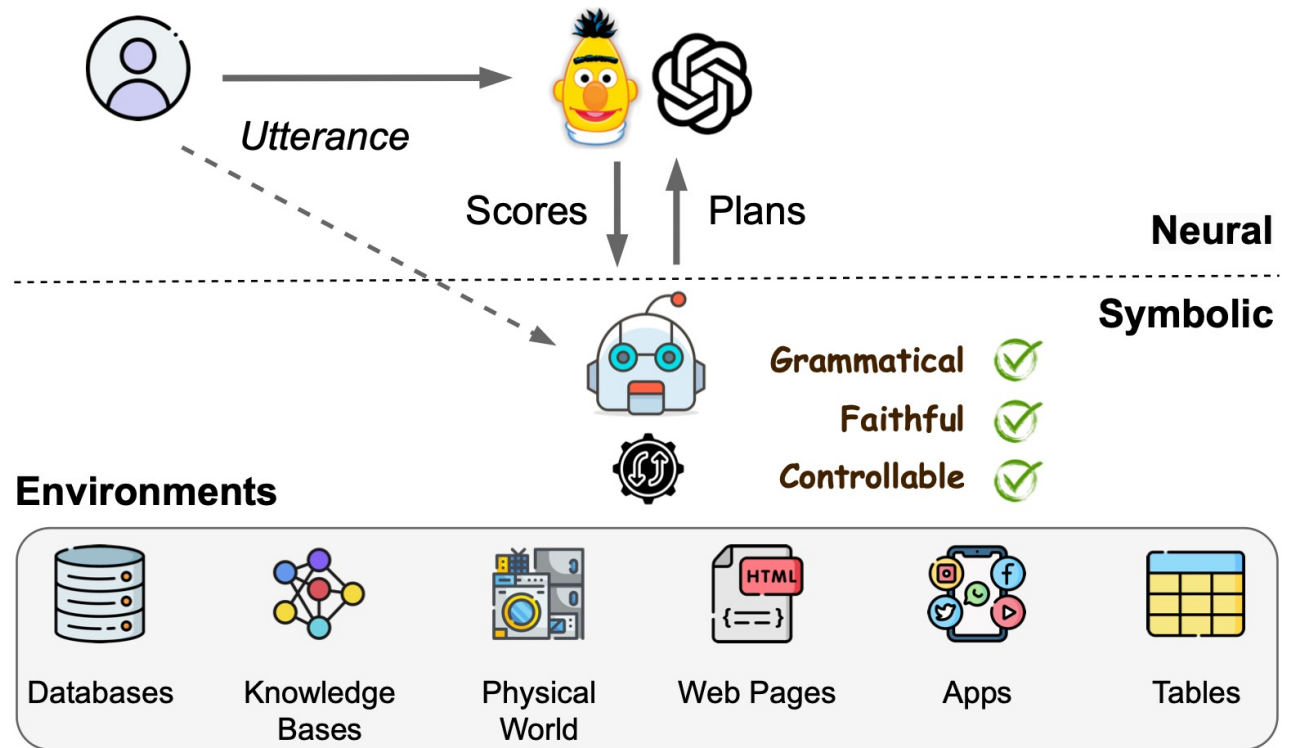 Utterance
Scores
Plans
Neural
Symbolic
Grammatical
Faithful
Controllable
Environments
HTML
{==}
Databases
Knowledge
Bases
Physical
World
Web Pages
Apps
Tables